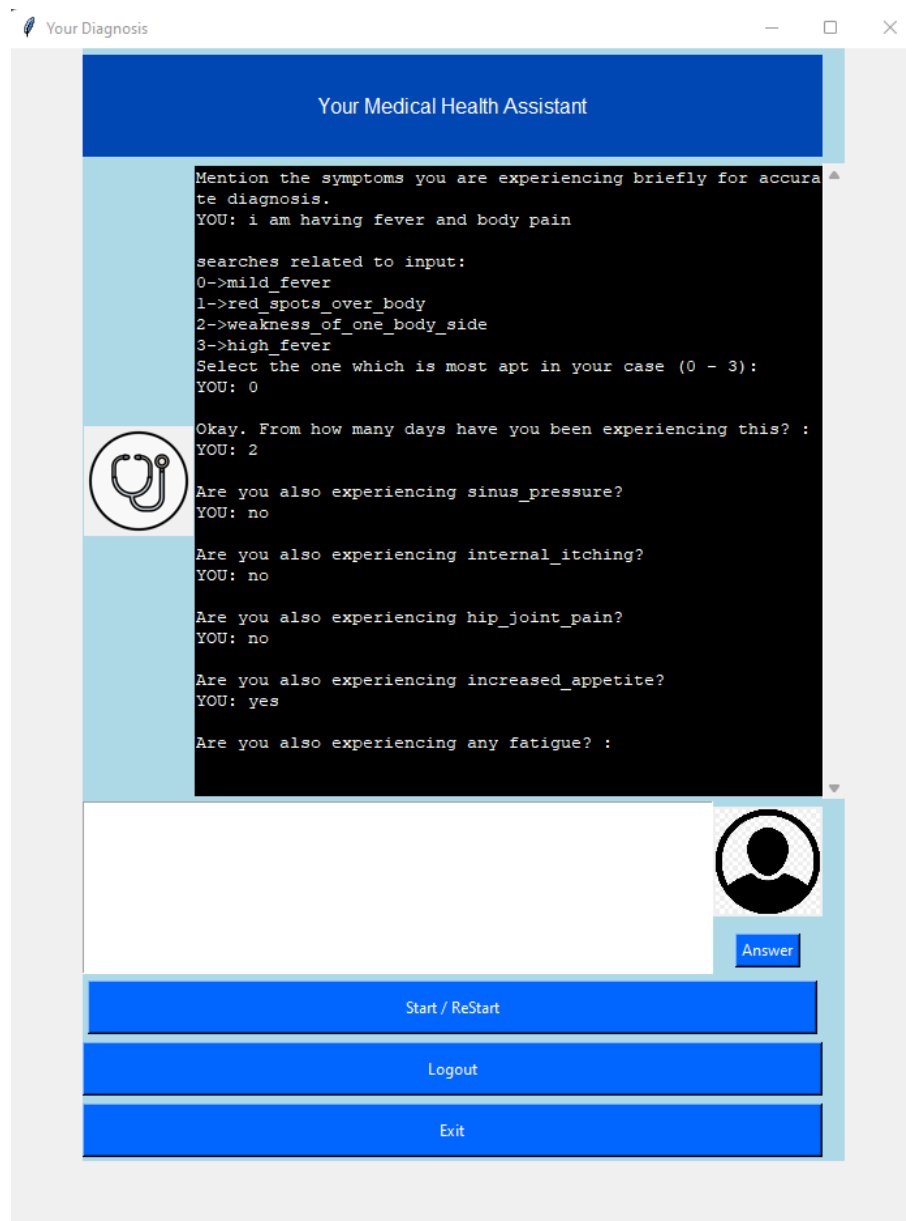 Your Diagnosis
Your Medical Health Assistant
Mention the symptoms you are experiencing briefly for accura
te diagnosis.
YOU: i am having fever and body pain
searches related to input:
0->mild_fever
1->red_spots_over_body
2->weakness_of_one_body_side
3->high_fever
Select the one which is most apt in your case (0 - 3):
YOU: 0
Okay. From how many days have you been experiencing this? :
YOU: 2
Are you also experiencing sinus_pressure?
YOU: no
Are you also experiencing internal_itching?
YOU: no
Are you also experiencing hip_joint_pain?
YOU: no
Are you also experiencing increased_appetite?
YOU: yes
Are you also experiencing any fatigue? :
Answer
Start / ReStart
Logout
Exit